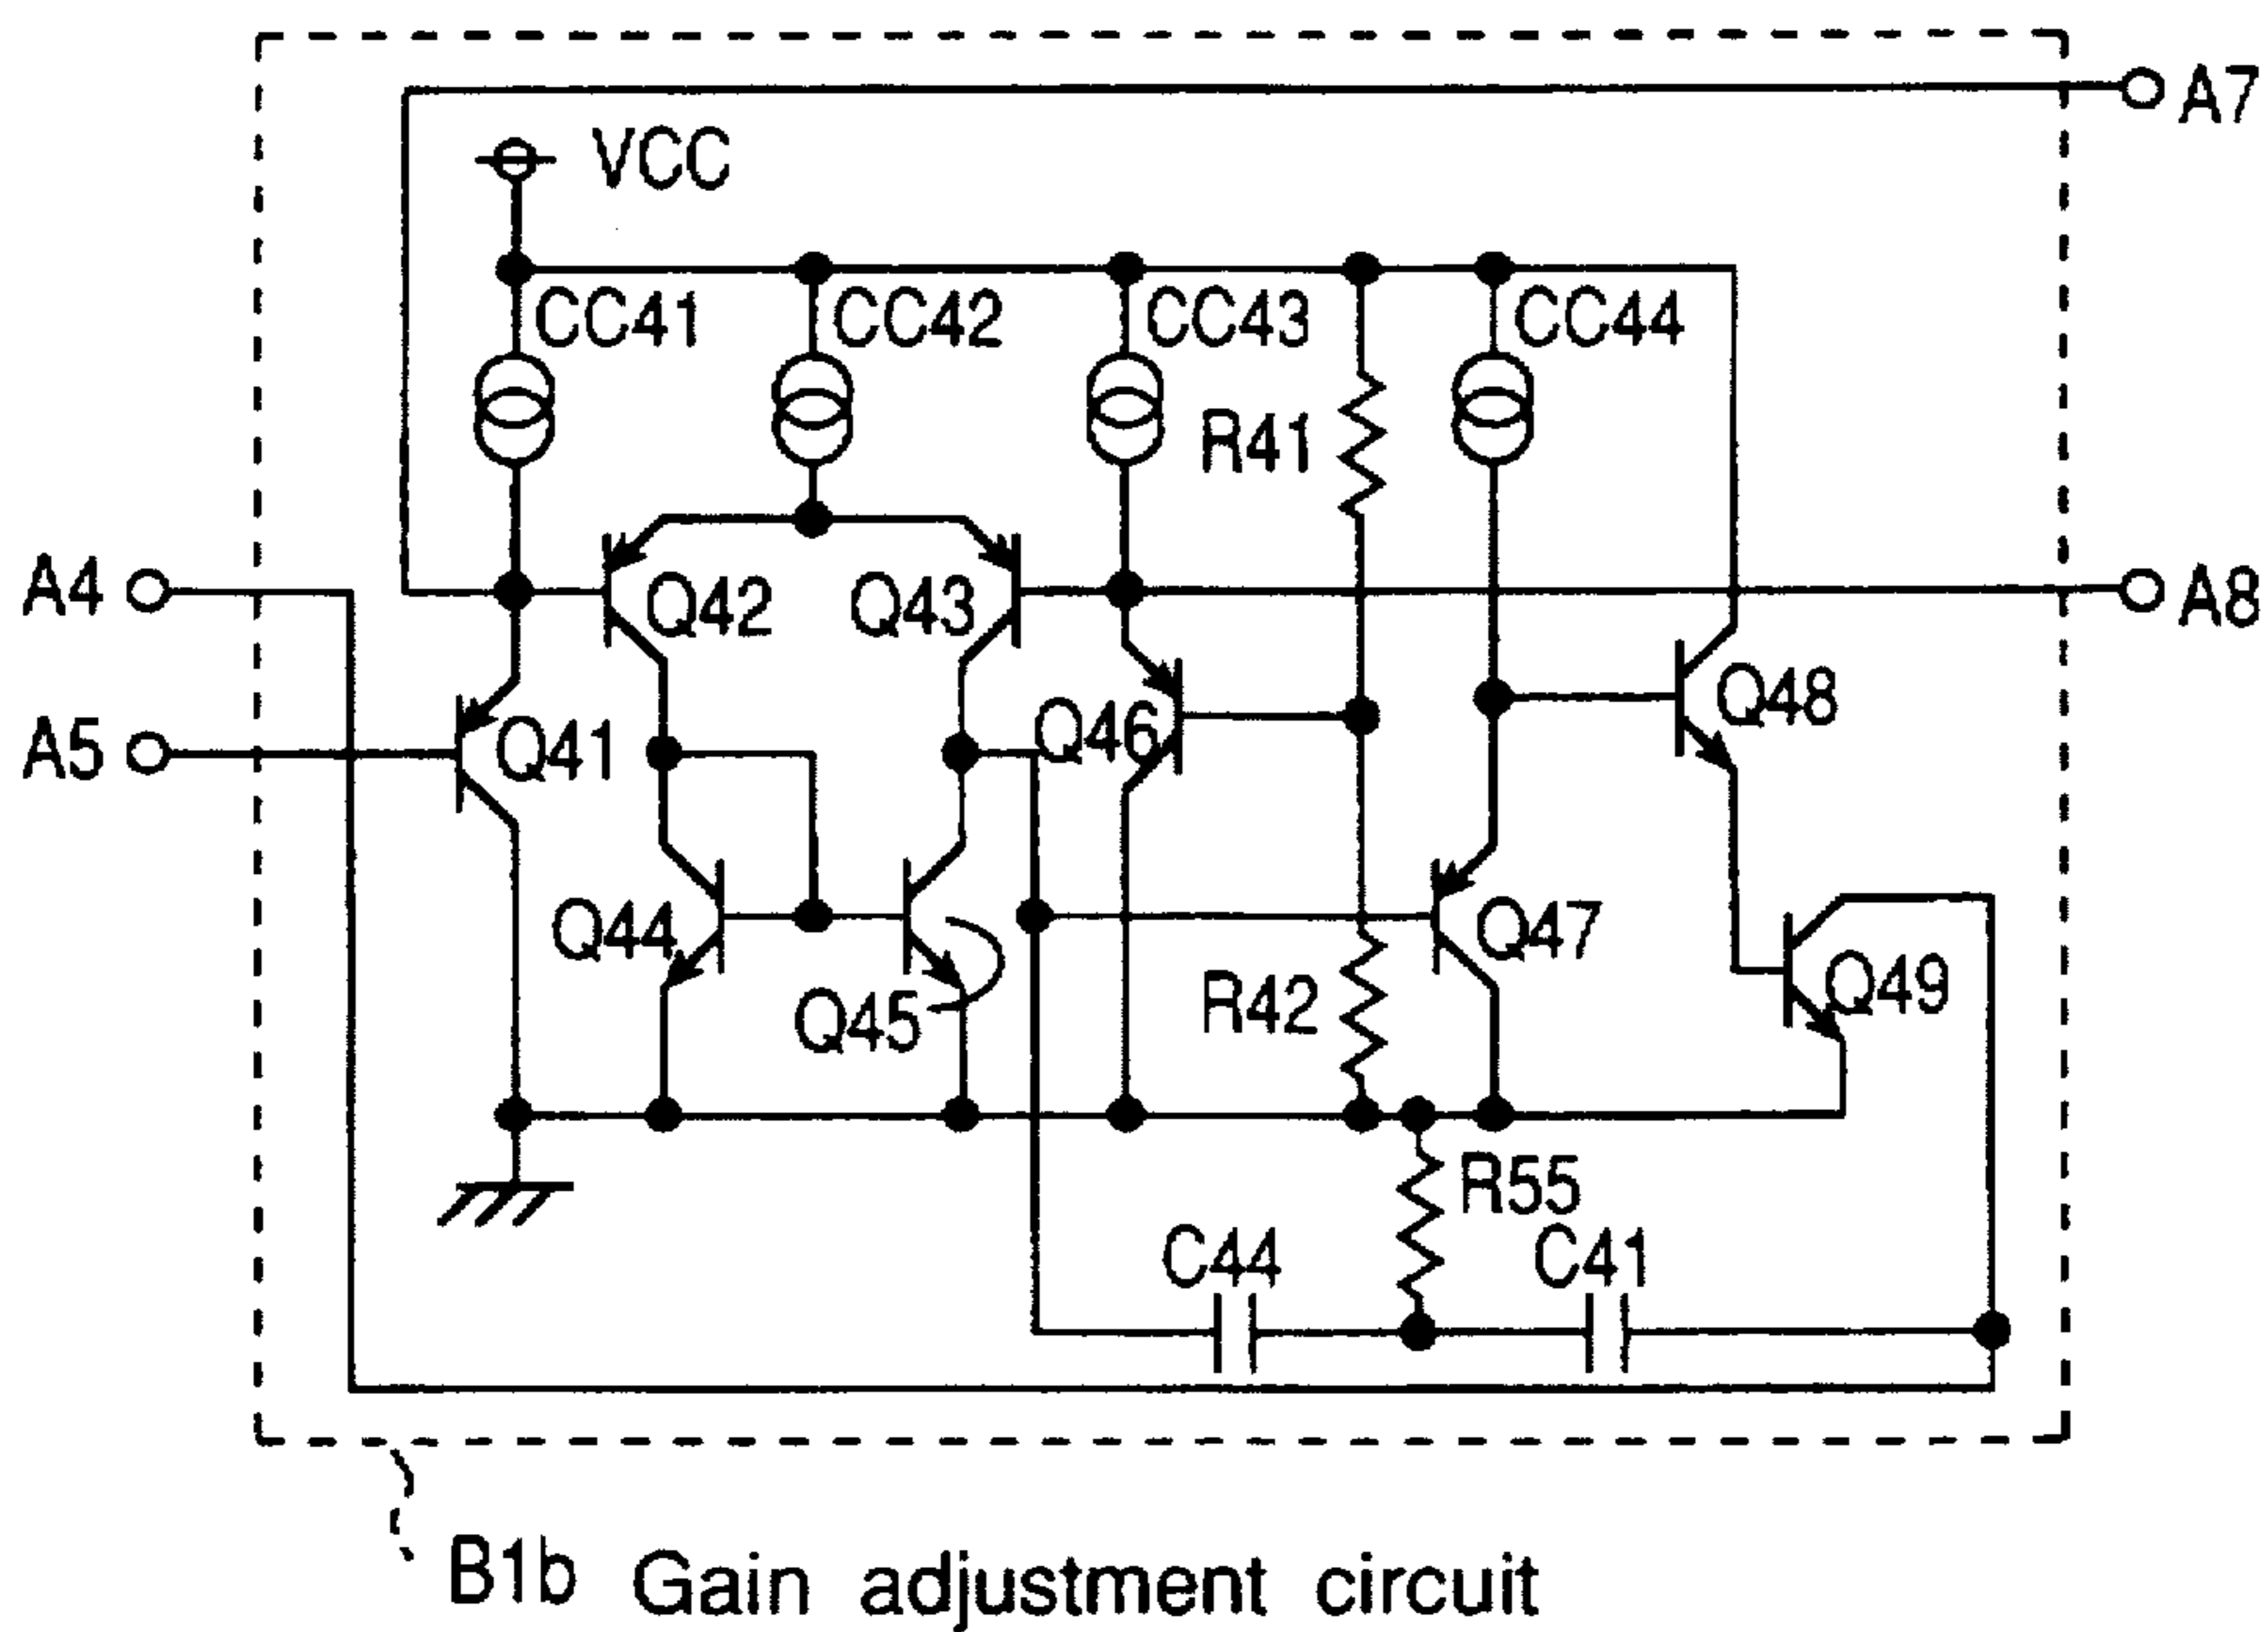 A7
VCC
CC41
CC42
CC43
CC44
R41
A4
Q42
Q43
A8
Q48
A5
Q41
Q46
Q44
Q47
Q45
R42
Q49
R55
C44
C41
B1b Gain adjustment circuit